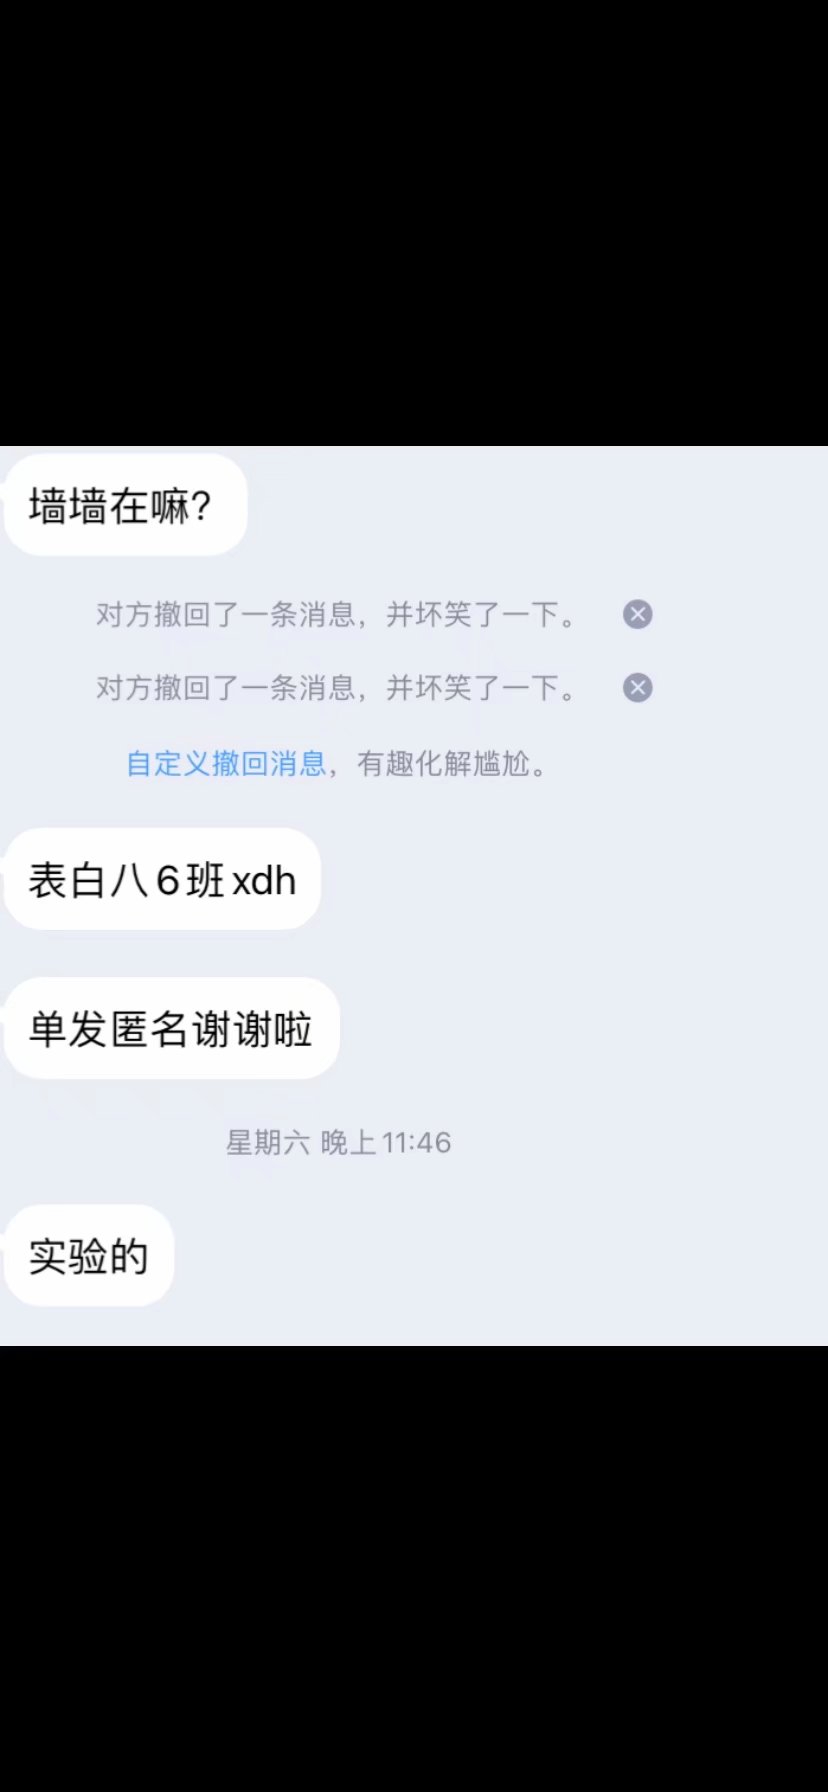 墙墙在嘛?
对方撤回了一条消息，并坏笑了一下。
对方撤回了一条消息，并坏笑了一下。
自定义撤回消息，有趣化解尴尬。
表白八6班xdh
单发匿名谢谢啦
星期六 晚上11:46
实验的